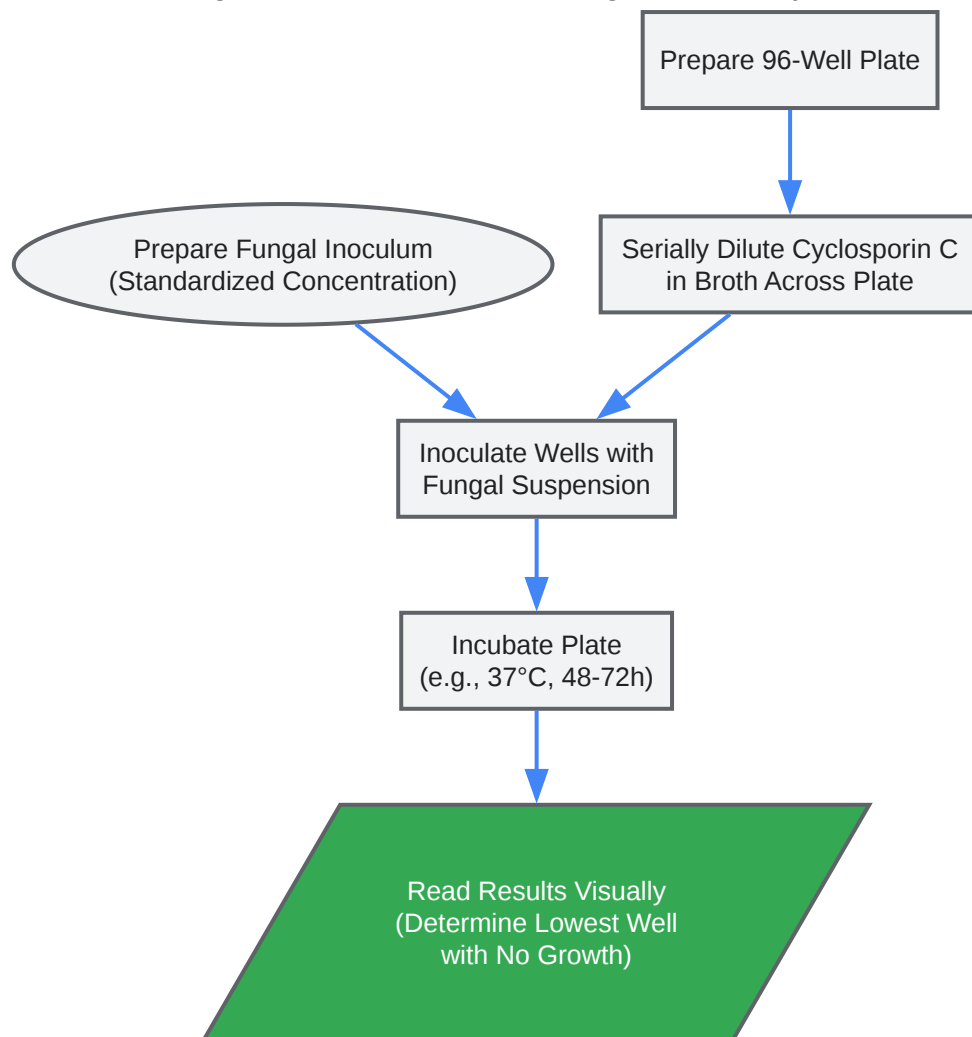 Prepare 96-Well Plate
Prepare Fungal Inoculum
(Standardized Concentration)
Serially Dilute Cyclosporin C
in Broth Across Plate
Inoculate Wells with
Fungal Suspension
Incubate Plate
(e.g., 37°C, 48-72h)
Read Results Visually
(Determine Lowest Well
with No Growth)